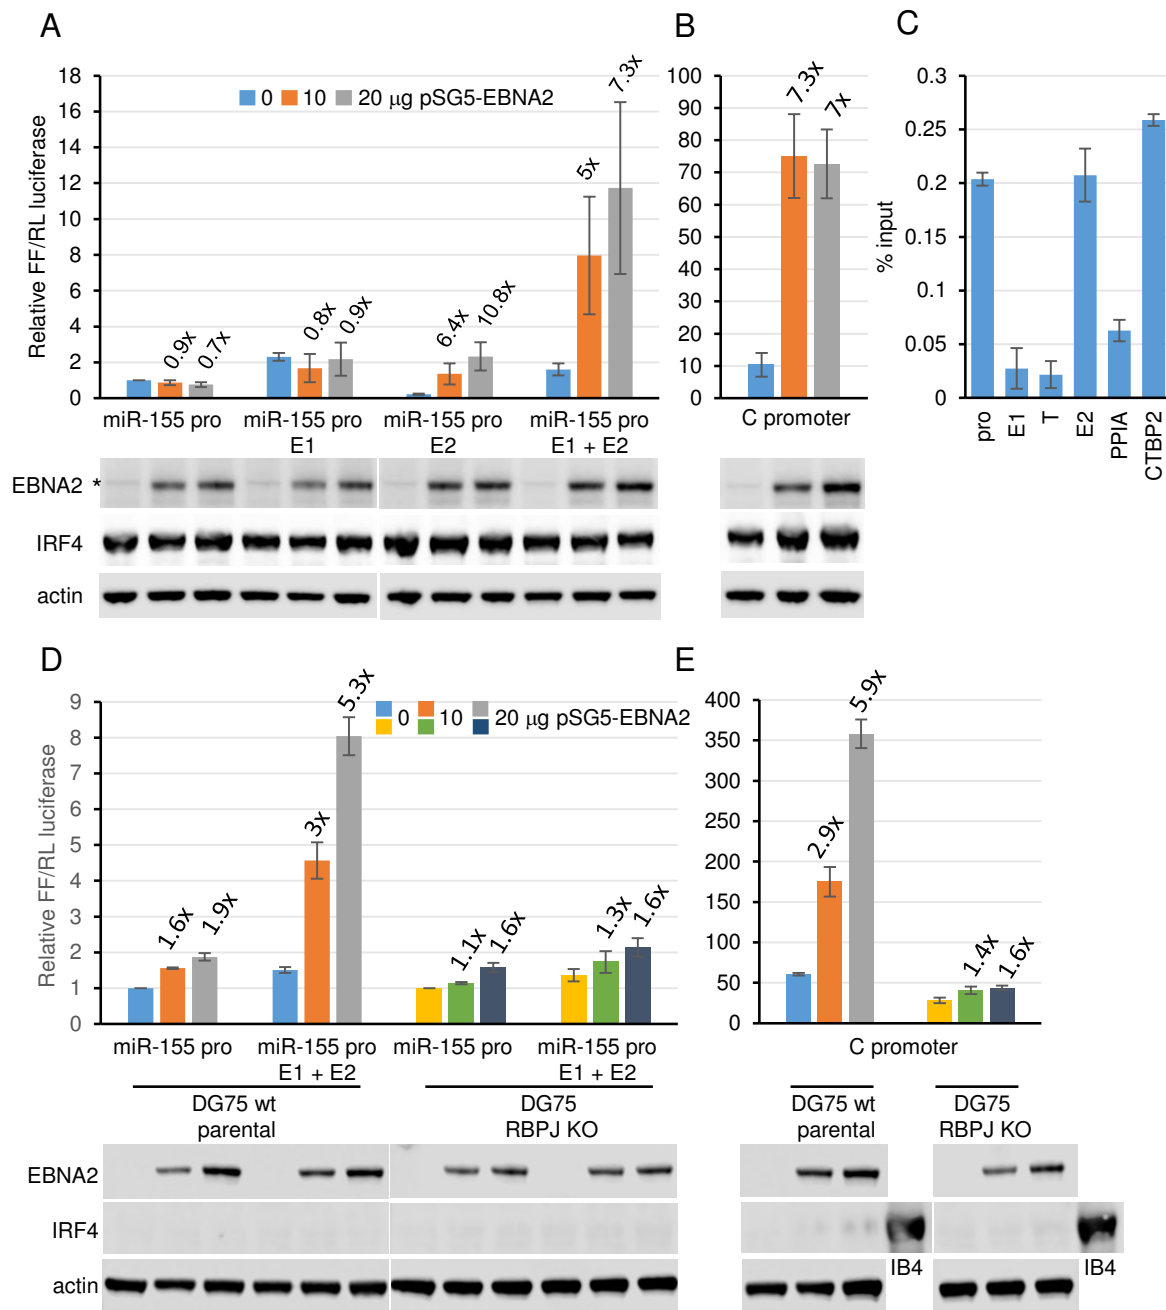 A
B
C
Relative FF/RL luciferase
18
16
14
12
10
8
6
4
2
0
0 10 20 μg pSG5-EBNA2
0.9x
0.7x
0.8x
0.9x
6.4x
10.8x
5x
7.3x
miR-155 pro
miR-155 pro
E1
miR-155 pro
E2
miR-155 pro
E1 + E2
100
90
80
70
60
50
40
30
20
10
0
7.3x
7x
C promoter
% input
0.3
0.25
0.2
0.15
0.1
0.05
0
pro
E1
T
E2
PPIA
CTBP2
EBNA2 *
IRF4
actin
D
E
Relative FF/RL luciferase
9
8
7
6
5
4
3
2
1
0
0 10 20 μg pSG5-EBNA2
1.6x
1.9x
3x
5.3x
1.1x
1.6x
1.3x
1.6x
miR-155 pro
miR-155 pro
E1 + E2
miR-155 pro
miR-155 pro
E1 + E2
DG75 wt
parental
DG75
RBPJ KO
400
350
300
250
200
150
100
50
0
2.9x
5.9x
1.4x
1.6x
C promoter
DG75 wt
parental
DG75
RBPJ KO
EBNA2
IRF4
actin
IB4
IB4